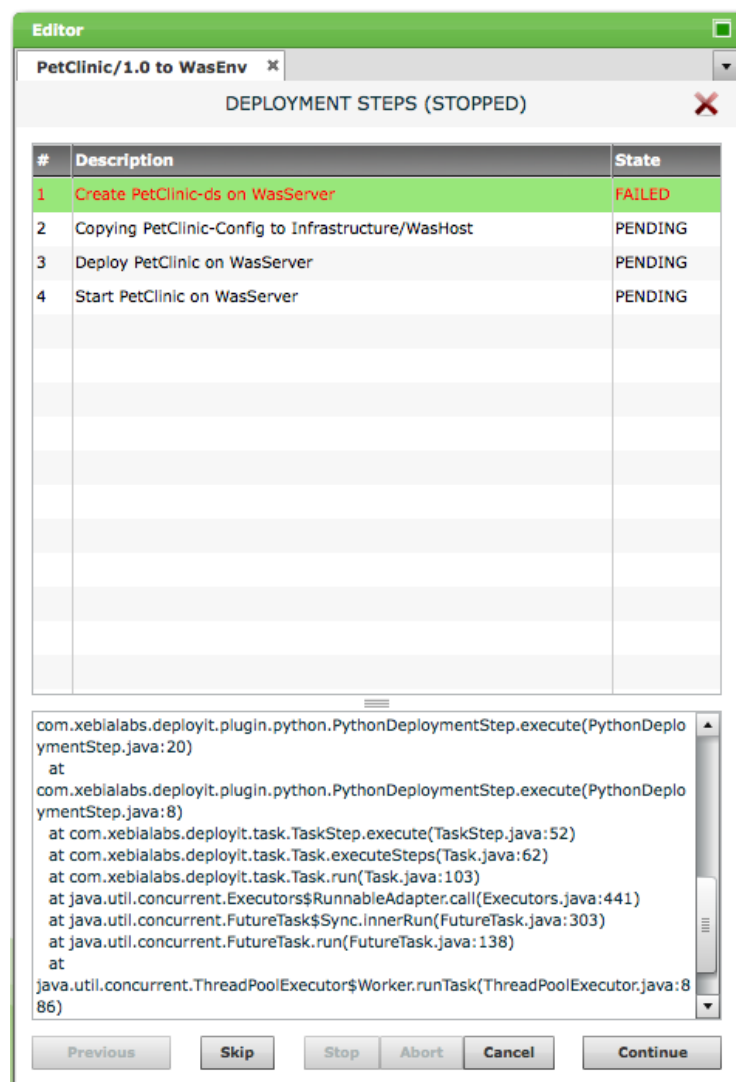 Editor
PetClinic/1.0 to WasEnv
DEPLOYMENT STEPS (STOPPED)
# Description State
1 Create PetClinic-ds on WasServer FAILED
2 Copying PetClinic-Config to Infrastructure/WasHost PENDING
3 Deploy PetClinic on WasServer PENDING
4 Start PetClinic on WasServer PENDING
com.xebialabs.deployit.plugin.python.PythonDeploymentStep.execute(PythonDeplo
ymentStep.java:20)
at
com.xebialabs.deployit.plugin.python.PythonDeploymentStep.execute(PythonDeplo
ymentStep.java:8)
at com.xebialabs.deployit.task.TaskStep.execute(TaskStep.java:52)
at com.xebialabs.deployit.task.Task.executeSteps(Task.java:62)
at com.xebialabs.deployit.task.Task.run(Task.java:103)
at java.util.concurrent.Executors$RunnableAdapter.call(Executors.java:441)
at java.util.concurrent.FutureTask$Sync.innerRun(FutureTask.java:303)
at java.util.concurrent.FutureTask.run(FutureTask.java:138)
at
java.util.concurrent.ThreadPoolExecutor$Worker.runTask(ThreadPoolExecutor.java:8
86)
Previous Skip Stop Abort Cancel Continue